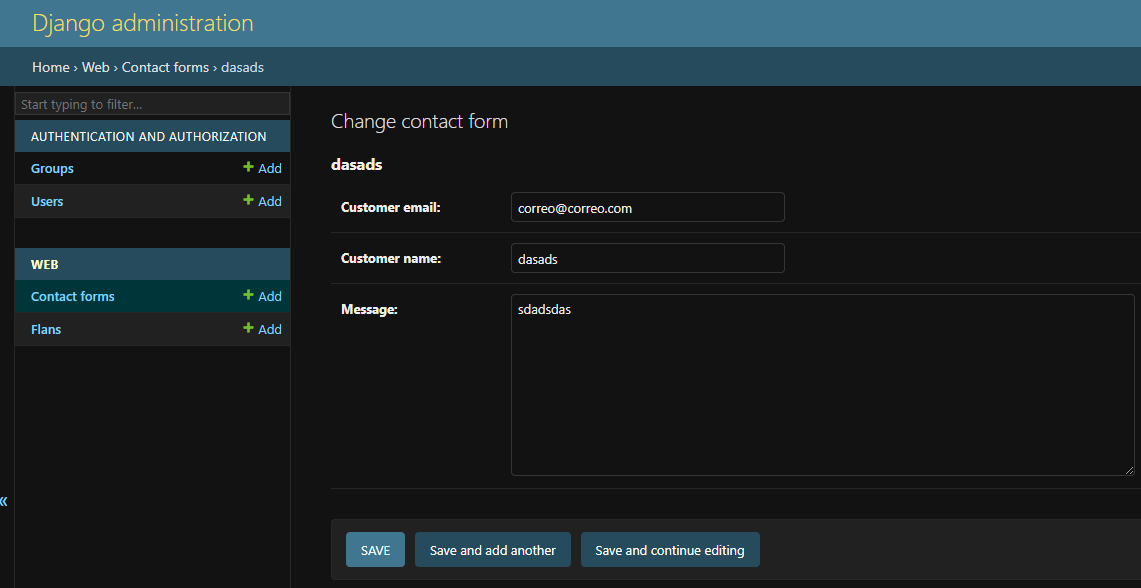 Django administration
Home › Web › Contact forms › dasads
Start typing to filter...
AUTHENTICATION AND AUTHORIZATION
Groups + Add
Users + Add
WEB
Contact forms + Add
Flans + Add
«
Change contact form
dasads
Customer email: correo@correo.com
Customer name: dasads
Message: sdadsdas
SAVE Save and add another Save and continue editing